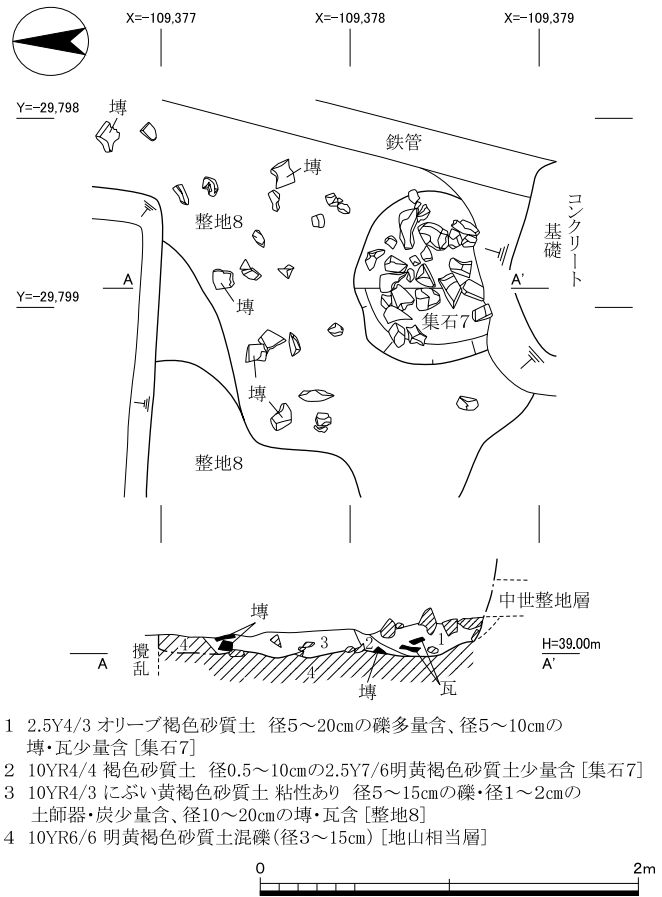 X=-109,377
X=-109,378
X=-109,379
Y=-29,798
塼
鉄管
塼
整地8
コンクリート
基礎
A
A'
Y=-29,799
塼
集石7
塼
塼
整地8
塼
中世整地層
4
3
2
1
H=39.00m
A
攪乱
4
塼
瓦
A'
1 2.5Y4/3 オリーブ褐色砂質土 径5～20㎝の礫多量含、径5～10㎝の
塼・瓦少量含 [集石7]
2 10YR4/4 褐色砂質土 径0.5～10㎝の2.5Y7/6明黄褐色砂質土少量含 [集石7]
3 10YR4/3 にぶい黄褐色砂質土 粘性あり 径5～15㎝の礫・径1～2㎝の
土師器・炭少量含、径10～20㎝の塼・瓦含 [整地8]
4 10YR6/6 明黄褐色砂質土混礫(径3～15㎝) [地山相当層]
0
2m